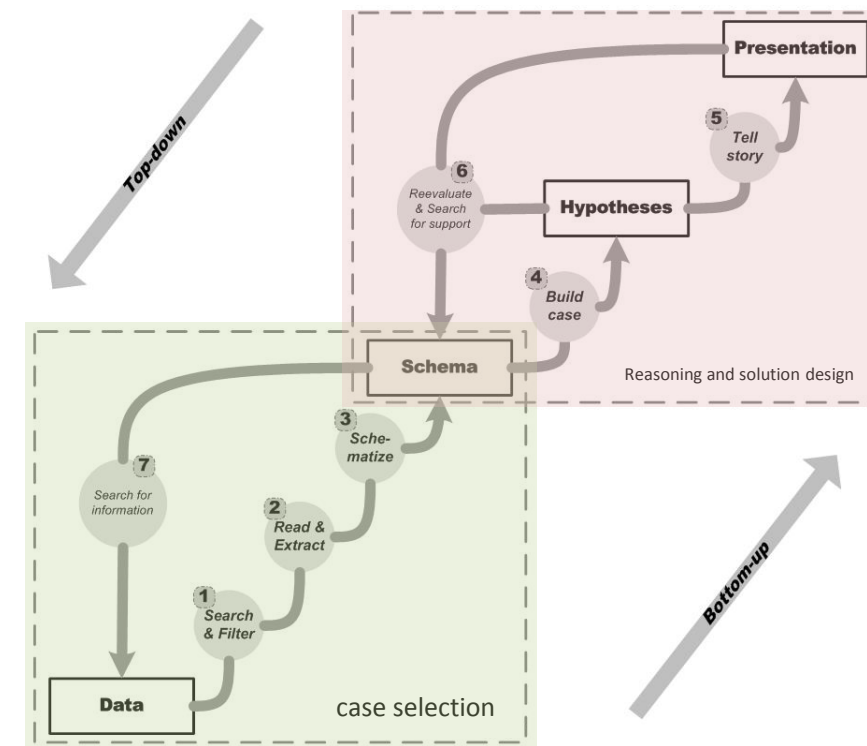 Presentation
Top-down
5
Tell
story
6
Reevaluate
& Search
for support
Hypotheses
4
Build
case
Schema
Reasoning and solution design
3
Sche-
matize
7
Search for
information
2
Read &
Extract
Bottom-up
1
Search
& Filter
Data
case selection